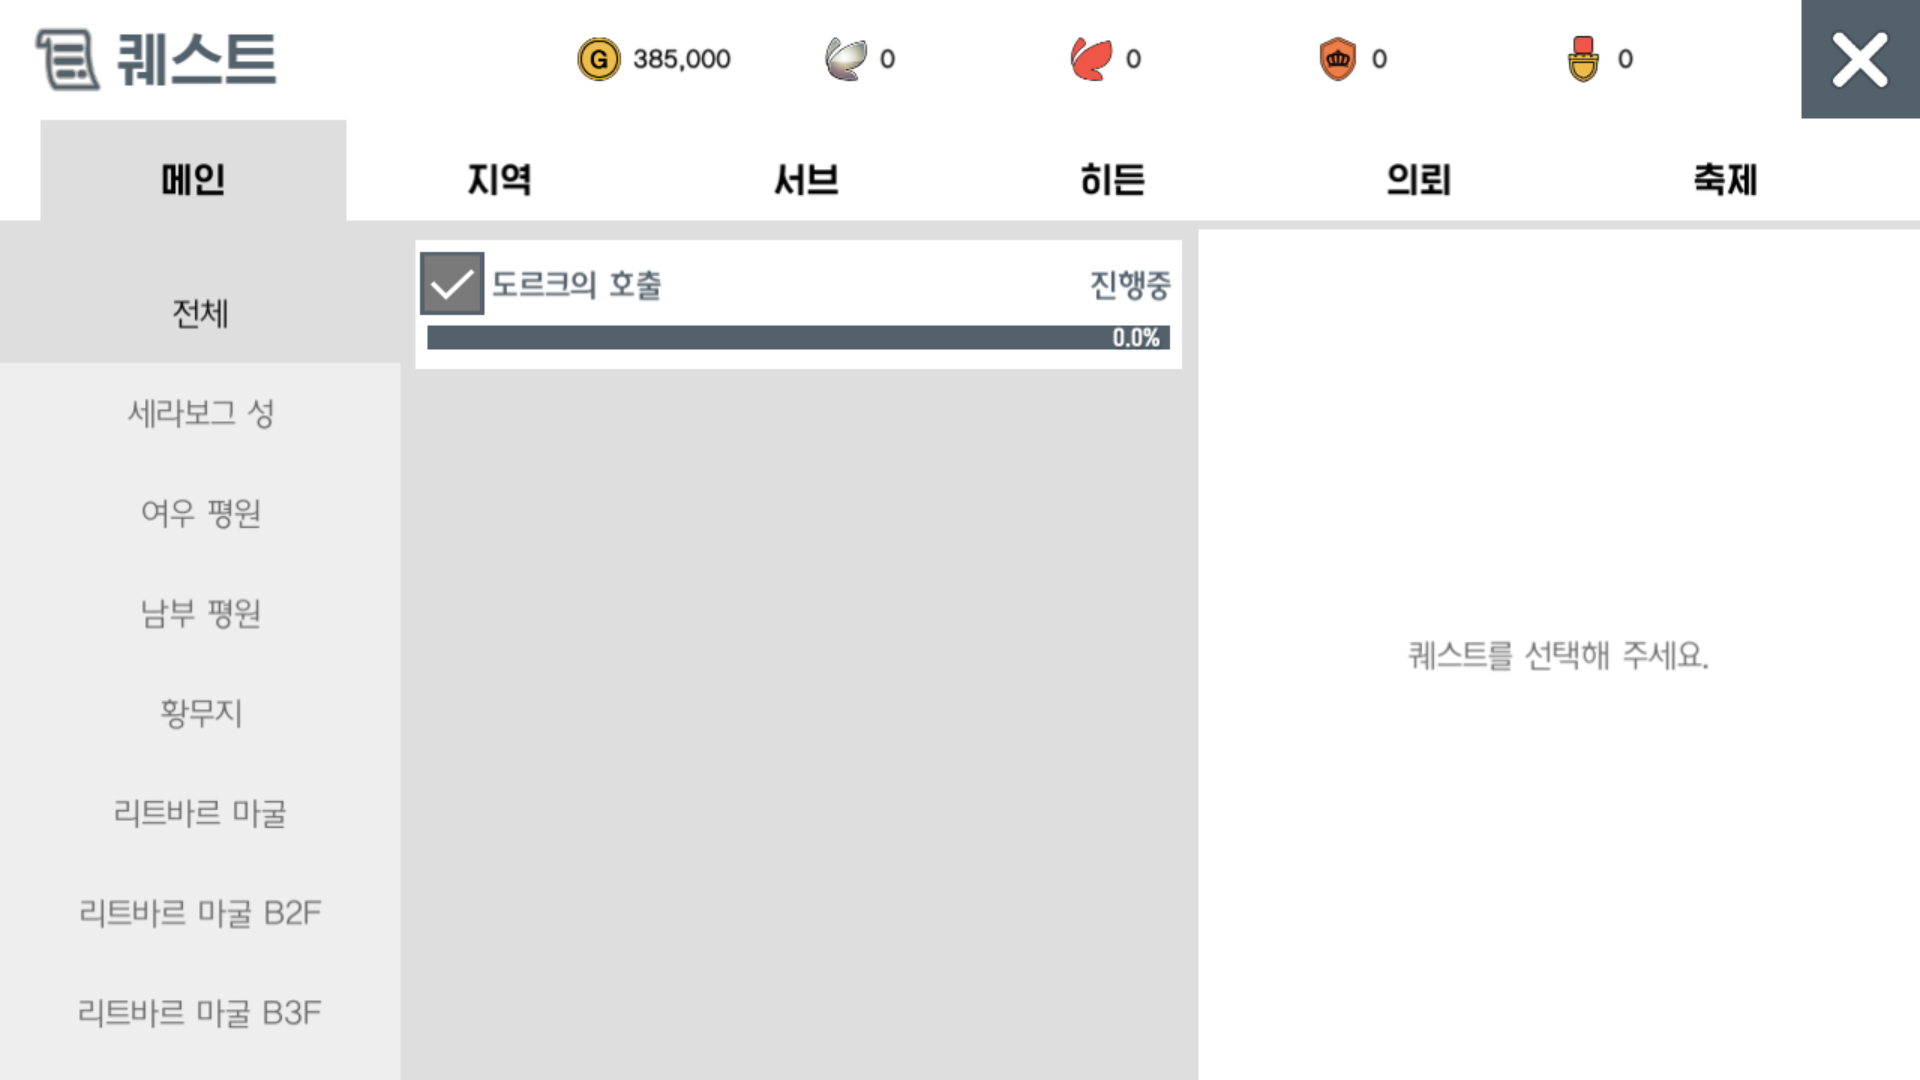 퀘스트
G 385,000 0 0 0 0
메인 지역 서브 히든 의뢰 축제
전체
세라보그 성
여우 평원
남부 평원
황무지
리트바르 마굴
리트바르 마굴 B2F
리트바르 마굴 B3F
도르크의 호출 진행중
0.0%
퀘스트를 선택해 주세요.